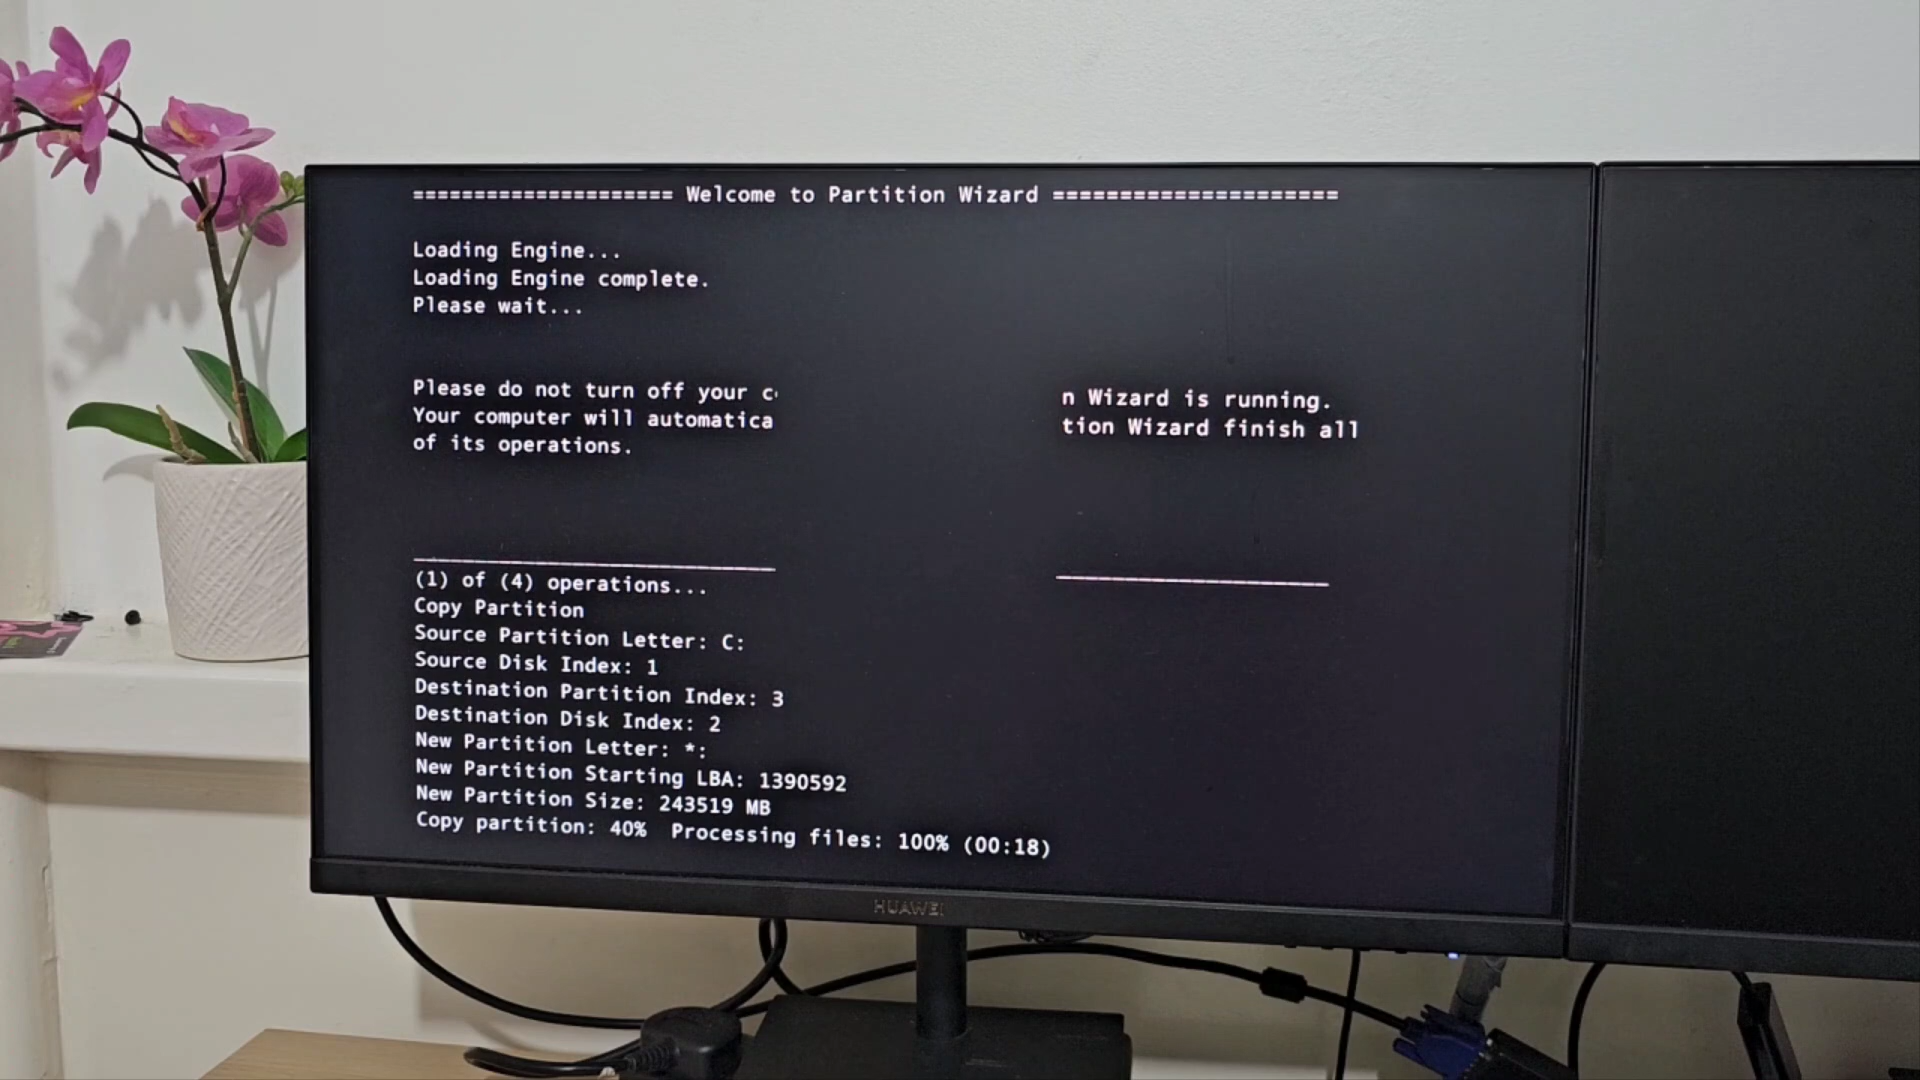 ===================== Welcome to Partition Wizard =======================
Loading Engine...
Loading Engine complete.
Please wait...
Please do not turn off your c n Wizard is running.
Your computer will automatica tion Wizard finish all
of its operations.
(1) of (4) operations...
Copy Partition
Source Partition Letter: C:
Source Disk Index: 1
Destination Partition Index: 3
Destination Disk Index: 2
New Partition Letter: *:
New Partition Starting LBA: 1390592
New Partition Size: 243519 MB
Copy partition: 40% Processing files: 100% (00:18)
HUAWEI